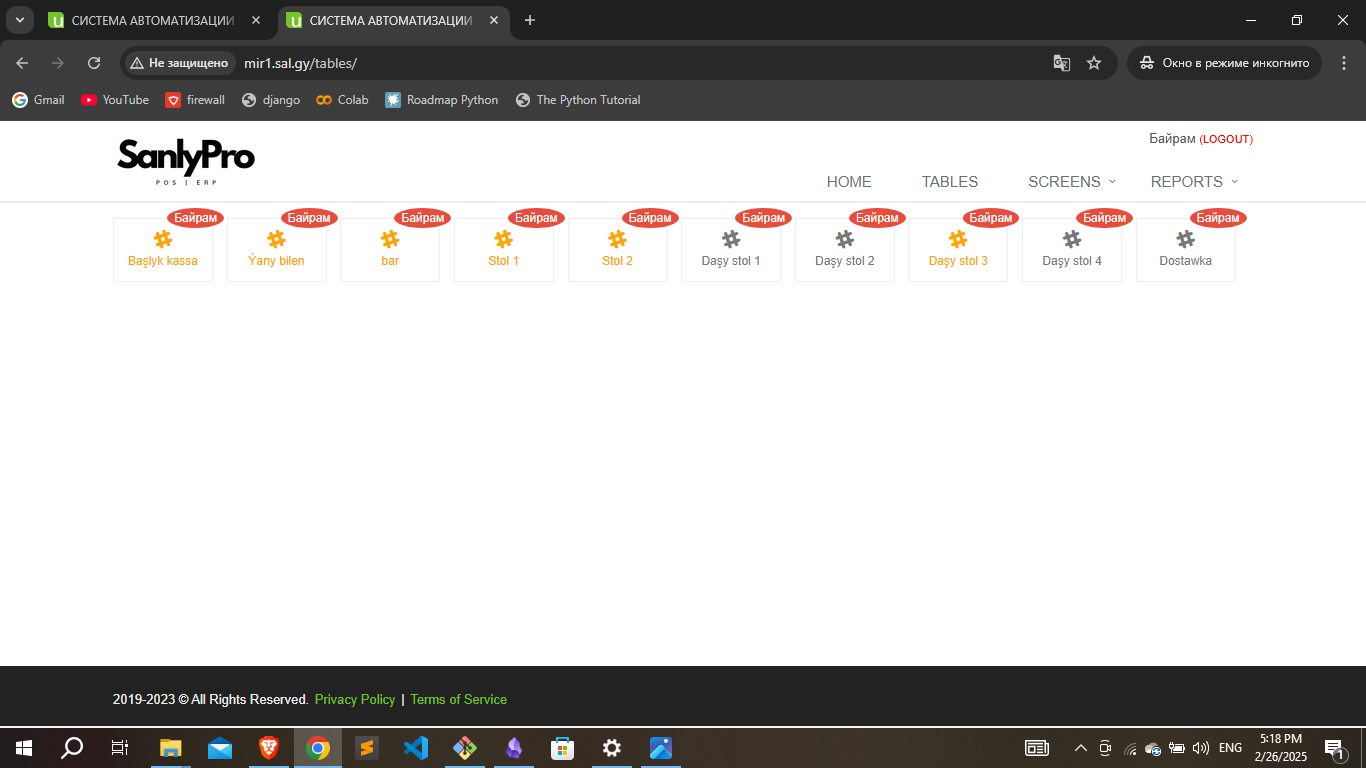 СИСТЕМА АВТОМАТИЗАЦИИ
СИСТЕМА АВТОМАТИЗАЦИИ
Не защищено
mir1.sal.gy/tables/
Окно в режиме инкогнито
Gmail
YouTube
firewall
django
Colab
Roadmap Python
The Python Tutorial
SanlyPro
POS | ERP
Байрам (LOGOUT)
HOME
TABLES
SCREENS
REPORTS
Байрам
Başlyk kassa
Байрам
Ýany bilen
Байрам
bar
Байрам
Stol 1
Байрам
Stol 2
Байрам
Daşy stol 1
Байрам
Daşy stol 2
Байрам
Daşy stol 3
Байрам
Daşy stol 4
Байрам
Dostawka
2019-2023 © All Rights Reserved. Privacy Policy | Terms of Service
ENG
5:18 PM
2/26/2025
1